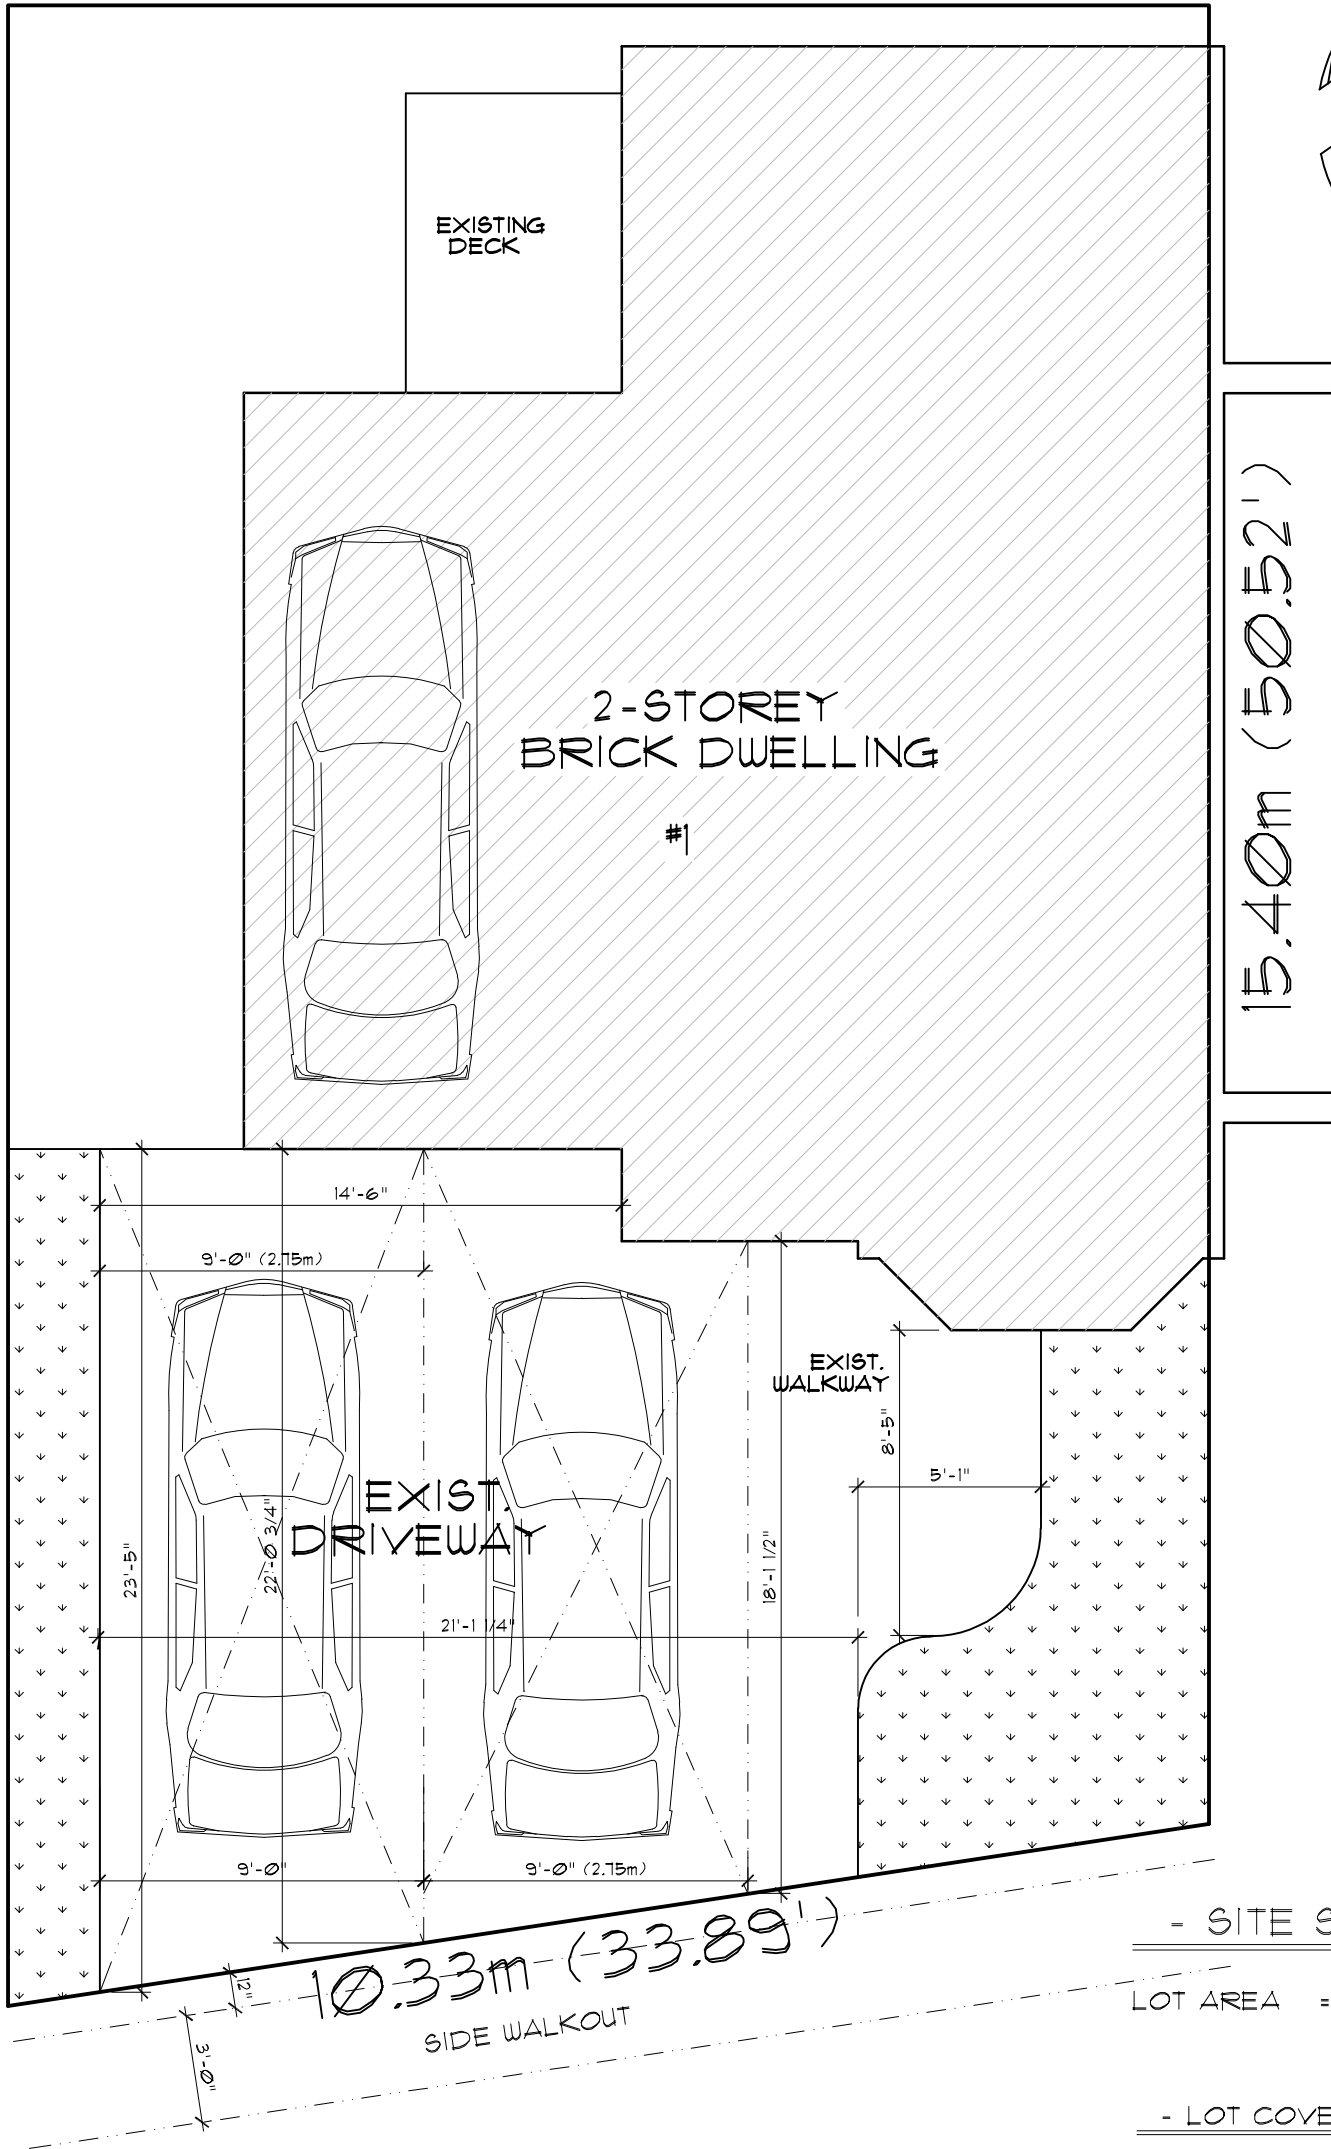 EXISTING
DECK
15.40m (50.52')
2-STOREY
BRICK DWELLING
#1
14'-6"
9'-0" (2.75m)
EXIST.
WALKWAY
8'-5"
5'-1"
EXIST.
DRIVEWAY
23'-5"
22'-0 3/4"
18'-1 1/2"
21'-1 1/4"
9'-0"
9'-0" (2.75m)
10.33m (33.89')
12"
3'-0"
SIDE WALKOUT
- SITE S
LOT AREA =
- LOT COVE